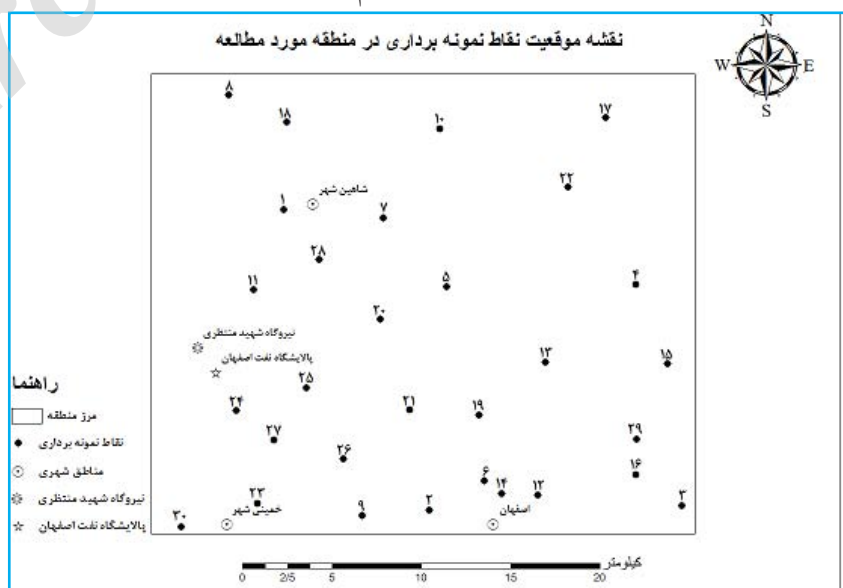 نقشه موقعیت نقاط نمونه برداری در منطقه مورد مطالعه
N
W E
S
۸
۱۸
۱۰
۱۷
۲۲
شاهین شهر
۱
۷
۲۸
۱۱
۵
۴
۲۰
نیروگاه شهید منتظری
پالایشگاه نفت اصفهان
۱۳
۱۵
۲۵
۲۴
۲۱
۱۹
۲۷
۲۹
۲۶
۶
۱۶
۱۴
۱۲
۲۳
خمینی شهر
۹
۲
اصفهان
۳
۳۰
راهنما
مرز منطقه
نقاط نمونه برداری
مناطق شهری
نیروگاه شهید منتظری
پالایشگاه نفت اصفهان
کیلومتر
0 2/5 5 10 15 20